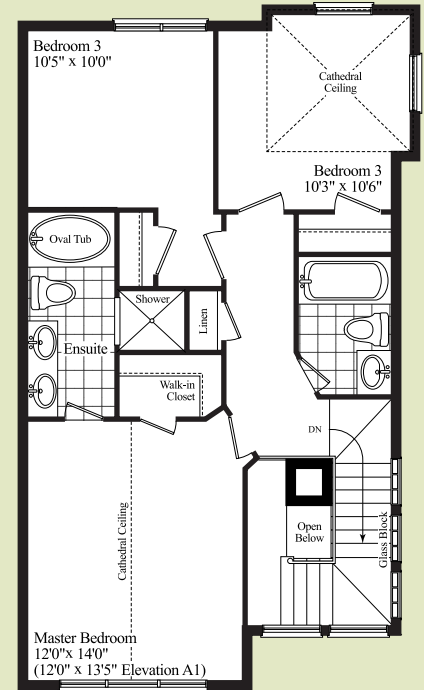 Bedroom 3
10'5" x 10'0"
Cathedral
Ceiling
Bedroom 3
10'3" x 10'6"
Oval Tub
Shower
Linen
Ensuite
Walk-in
Closet
DN
Open
Below
Glass Block
Cathedral Ceiling
Master Bedroom
12'0"x 14'0"
(12'0" x 13'5" Elevation A1)